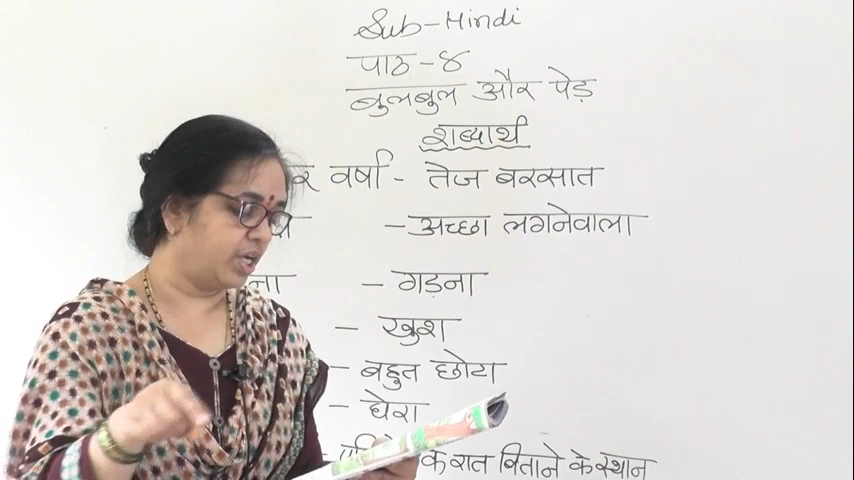 Sub-Hindi
पाठ-४
बुलबुल और पेड़
शब्दार्थ
वर्षा - तेज बरसात
- अच्छा लगनेवाला
ना - गड़ना
- खुश
- बहुत छोटा
- घेरा
रात बिताने के स्थान